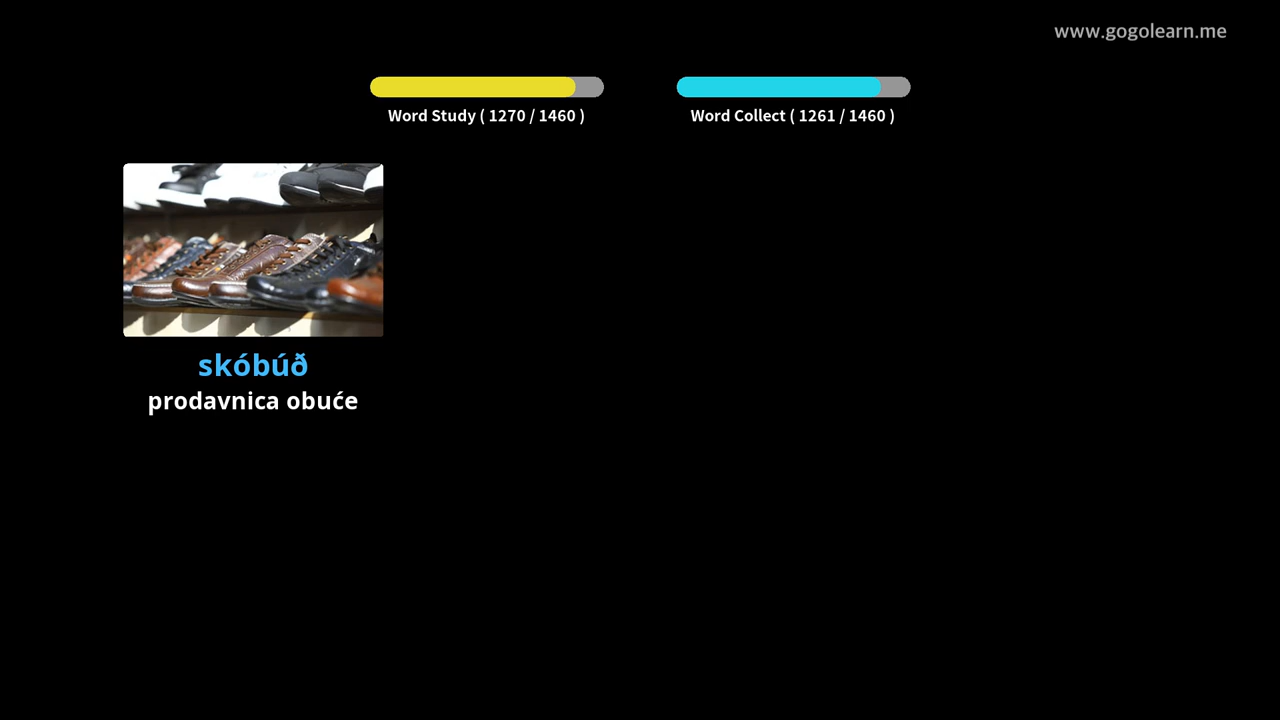 www.gogolearn.me
Word Study ( 1270 / 1460 )
Word Collect ( 1261 / 1460 )
skóbúð
prodavnica obuće